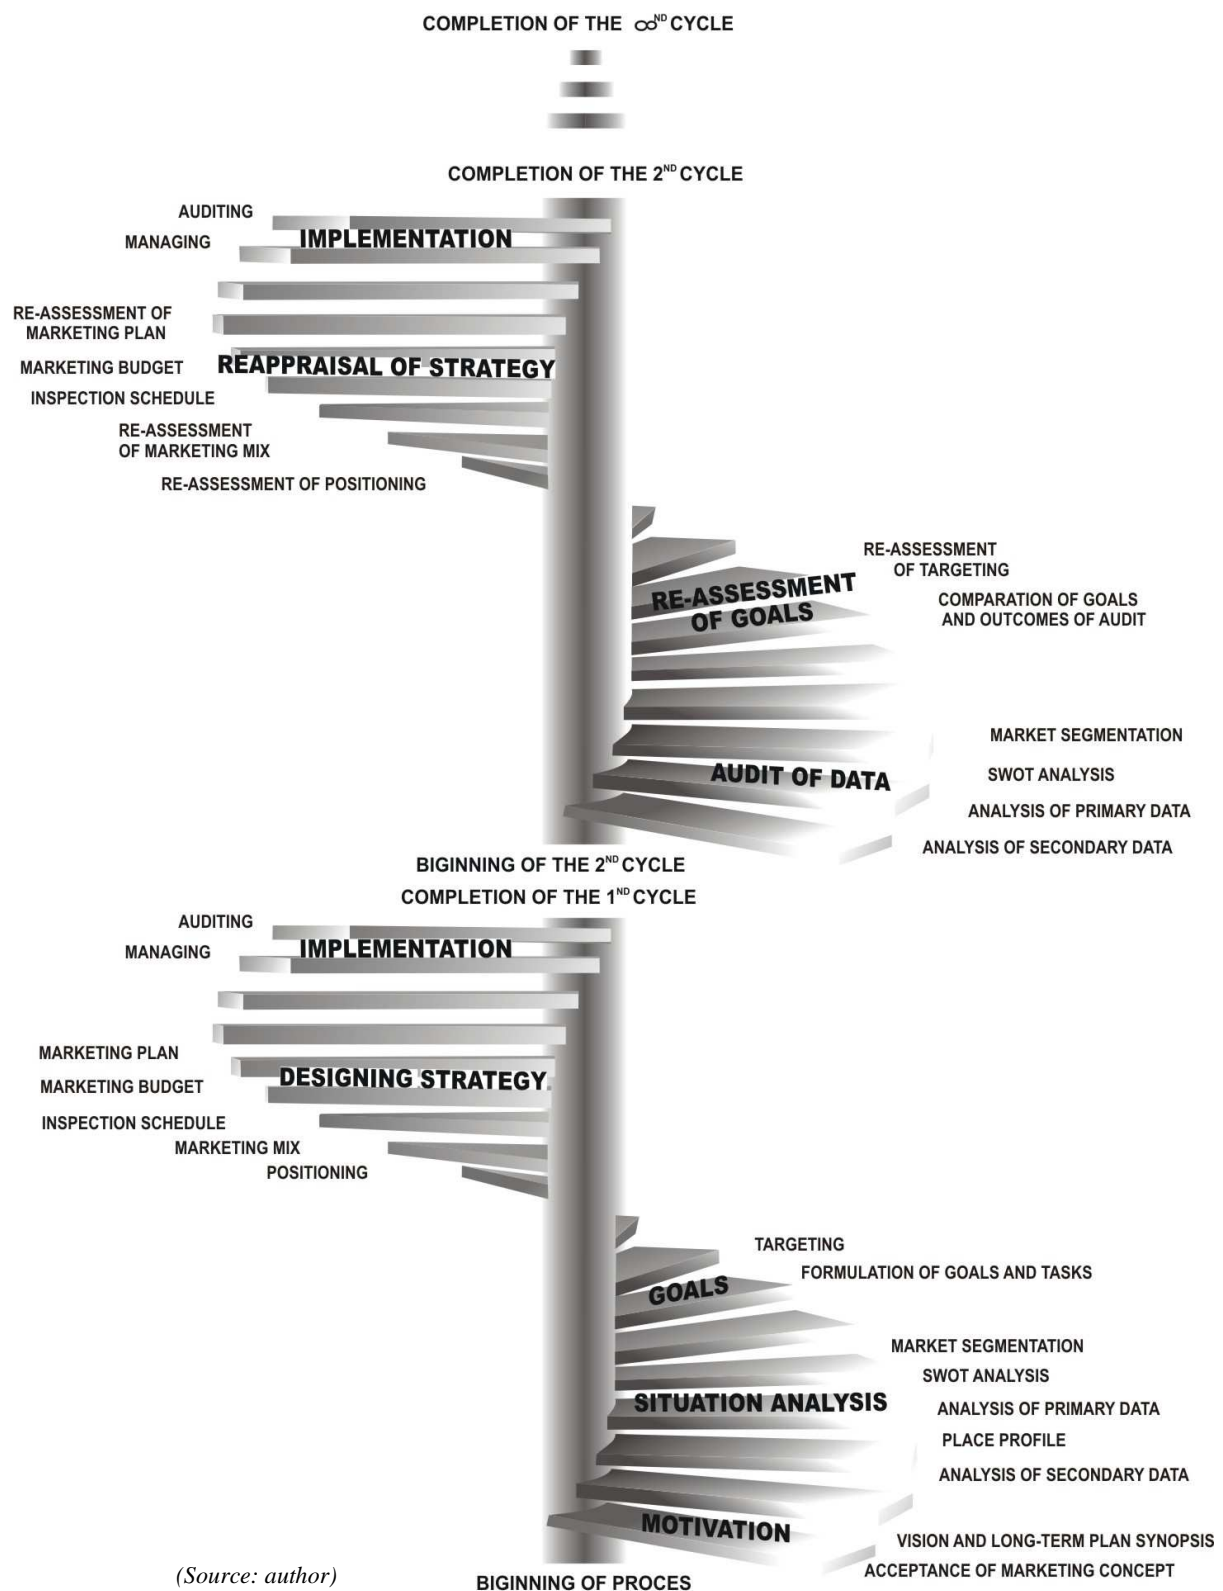 COMPLETION OF THE ∞ND CYCLE
COMPLETION OF THE 2ND CYCLE
AUDITING
IMPLEMENTATION
MANAGING
RE-ASSESSMENT OF
MARKETING PLAN
MARKETING BUDGET
REAPPRAISAL OF STRATEGY
INSPECTION SCHEDULE
RE-ASSESSMENT
OF MARKETING MIX
RE-ASSESSMENT OF POSITIONING
RE-ASSESSMENT
OF TARGETING
RE-ASSESSMENT
OF GOALS
COMPARATION OF GOALS
AND OUTCOMES OF AUDIT
MARKET SEGMENTATION
AUDIT OF DATA
SWOT ANALYSIS
ANALYSIS OF PRIMARY DATA
ANALYSIS OF SECONDARY DATA
BIGINNING OF THE 2ND CYCLE
COMPLETION OF THE 1ND CYCLE
AUDITING
IMPLEMENTATION
MANAGING
MARKETING PLAN
DESIGNING STRATEGY
MARKETING BUDGET
INSPECTION SCHEDULE
MARKETING MIX
POSITIONING
TARGETING
FORMULATION OF GOALS AND TASKS
GOALS
MARKET SEGMENTATION
SWOT ANALYSIS
SITUATION ANALYSIS
ANALYSIS OF PRIMARY DATA
PLACE PROFILE
ANALYSIS OF SECONDARY DATA
MOTIVATION
VISION AND LONG-TERM PLAN SYNOPSIS
ACCEPTANCE OF MARKETING CONCEPT
(Source: author)
BIGINNING OF PROCES